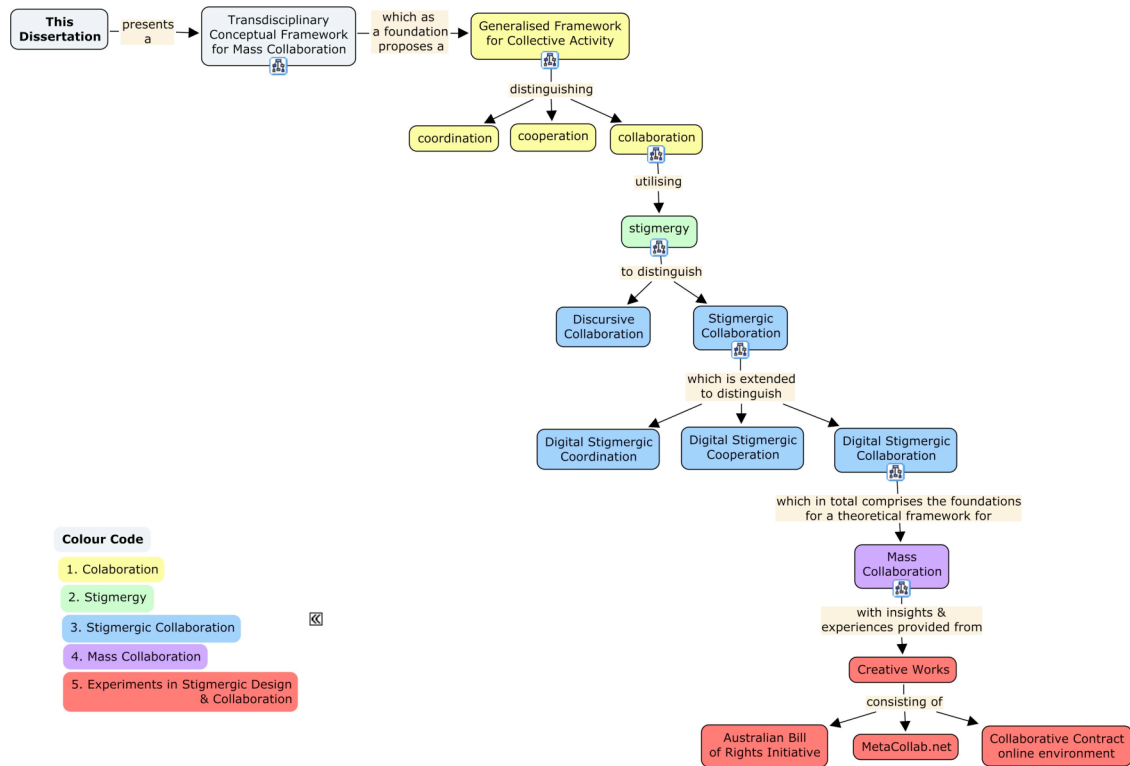 This
Dissertation
presents
a
Transdisciplinary
Conceptual Framework
for Mass Collaboration
which as
a foundation
proposes a
Generalised Framework
for Collective Activity
distinguishing
coordination
cooperation
collaboration
utilising
stigmergy
to distinguish
Discursive
Collaboration
Stigmergic
Collaboration
which is extended
to distinguish
Digital Stigmergic
Coordination
Digital Stigmergic
Cooperation
Digital Stigmergic
Collaboration
which in total comprises the foundations
for a theoretical framework for
Mass
Collaboration
with insights &
experiences provided from
Creative Works
consisting of
Australian Bill
of Rights Initiative
MetaCollab.net
Collaborative Contract
online environment
Colour Code
1. Colaboration
2. Stigmergy
3. Stigmergic Collaboration
4. Mass Collaboration
5. Experiments in Stigmergic Design
& Collaboration